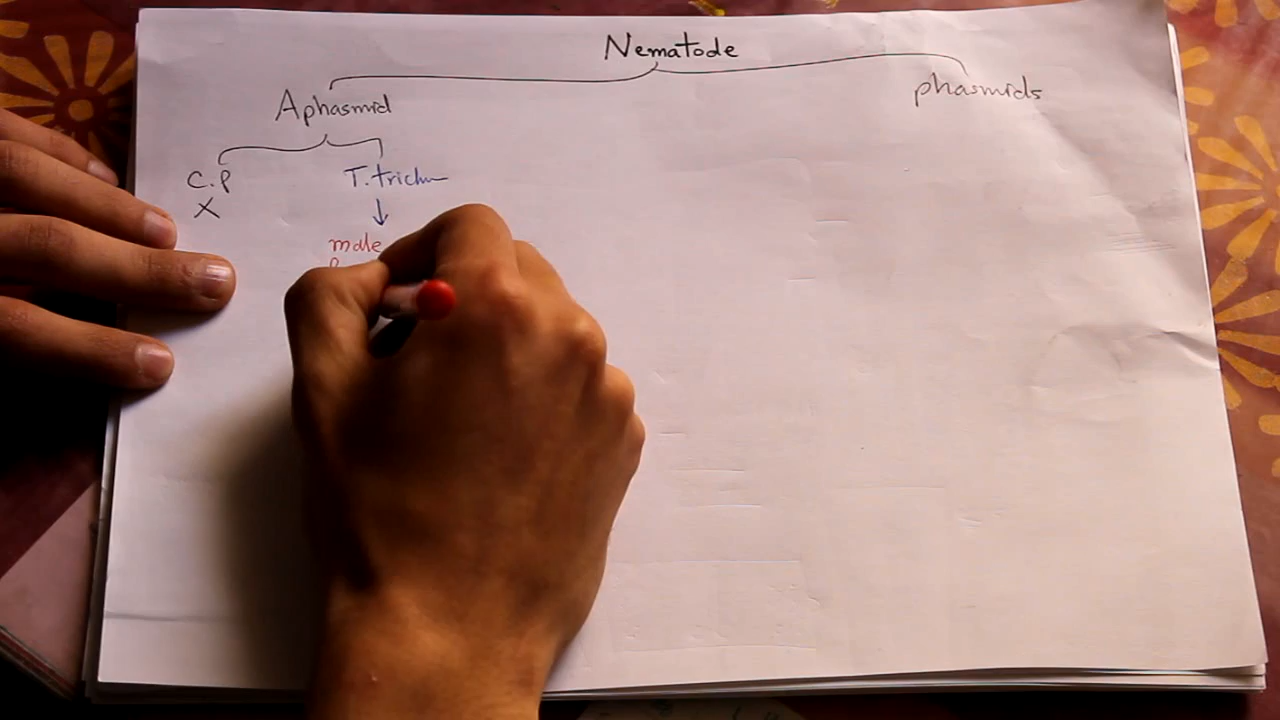 Nematode
Aphasmid phasmids
C.P T.trichu
X
male